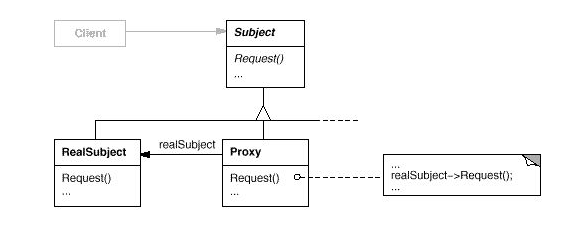 Client
Subject
Request()
...
RealSubject
Request()
...
realSubject
Proxy
Request()
...
...
realSubject->Request();
...